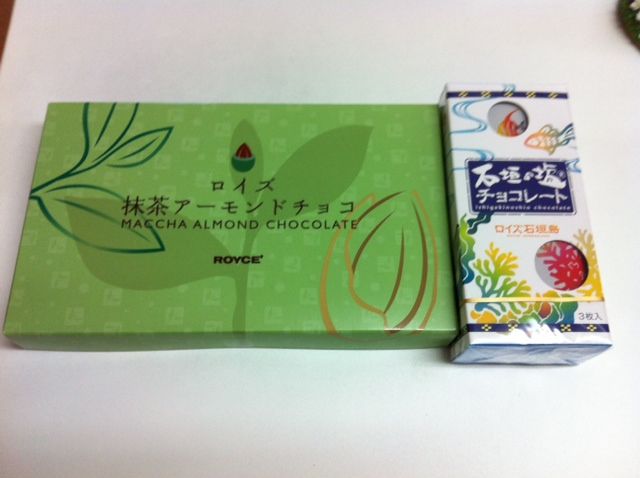 ロイズ
抹茶アーモンドチョコ
MACCHA ALMOND CHOCOLATE
ROYCE'
石垣の塩
チョコレート
ishigakinoshio chocolate
ロイズ石垣島
3枚入